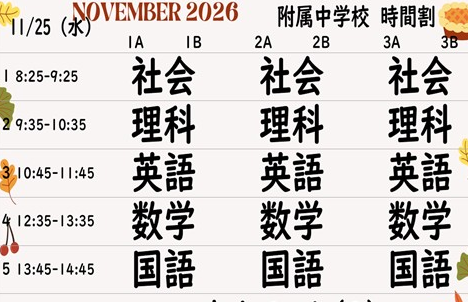 NOVEMBER 2026
附属中学校 時間割
11/25 (水)
1A 1B 2A 2B 3A 3B
1 8:25-9:25 社会 社会 社会
2 9:35-10:35 理科 理科 理科
3 10:45-11:45 英語 英語 英語
4 12:35-13:35 数学 数学 数学
5 13:45-14:45 国語 国語 国語